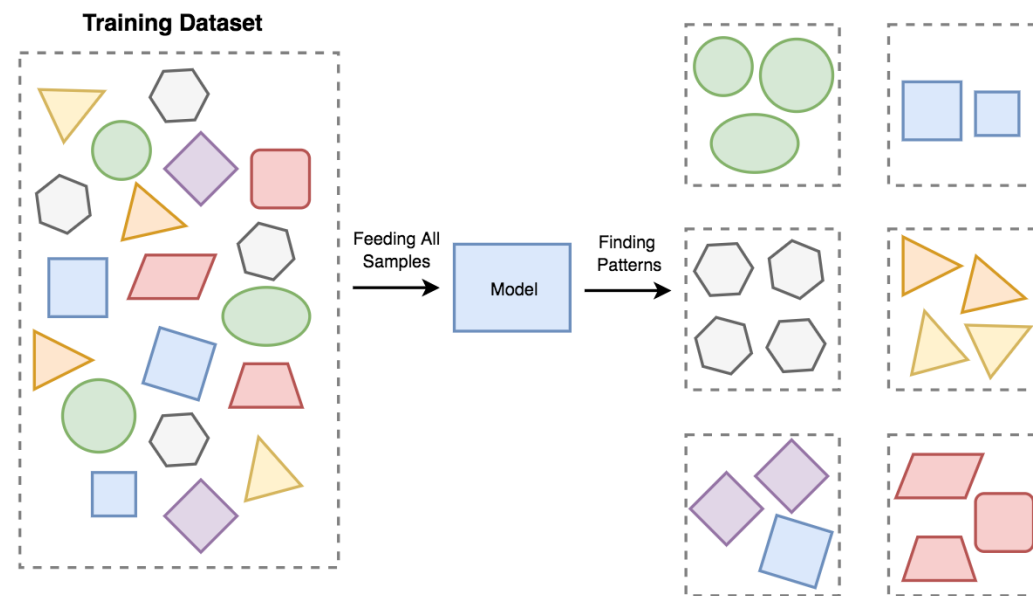 Training Dataset
Feeding All
Samples
Model
Finding
Patterns